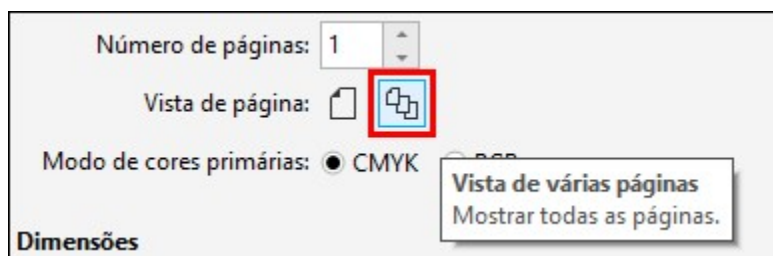 Número de páginas: 1
Vista de página:
Modo de cores primárias: CMYK
Vista de várias páginas
Mostrar todas as páginas.
Dimensões